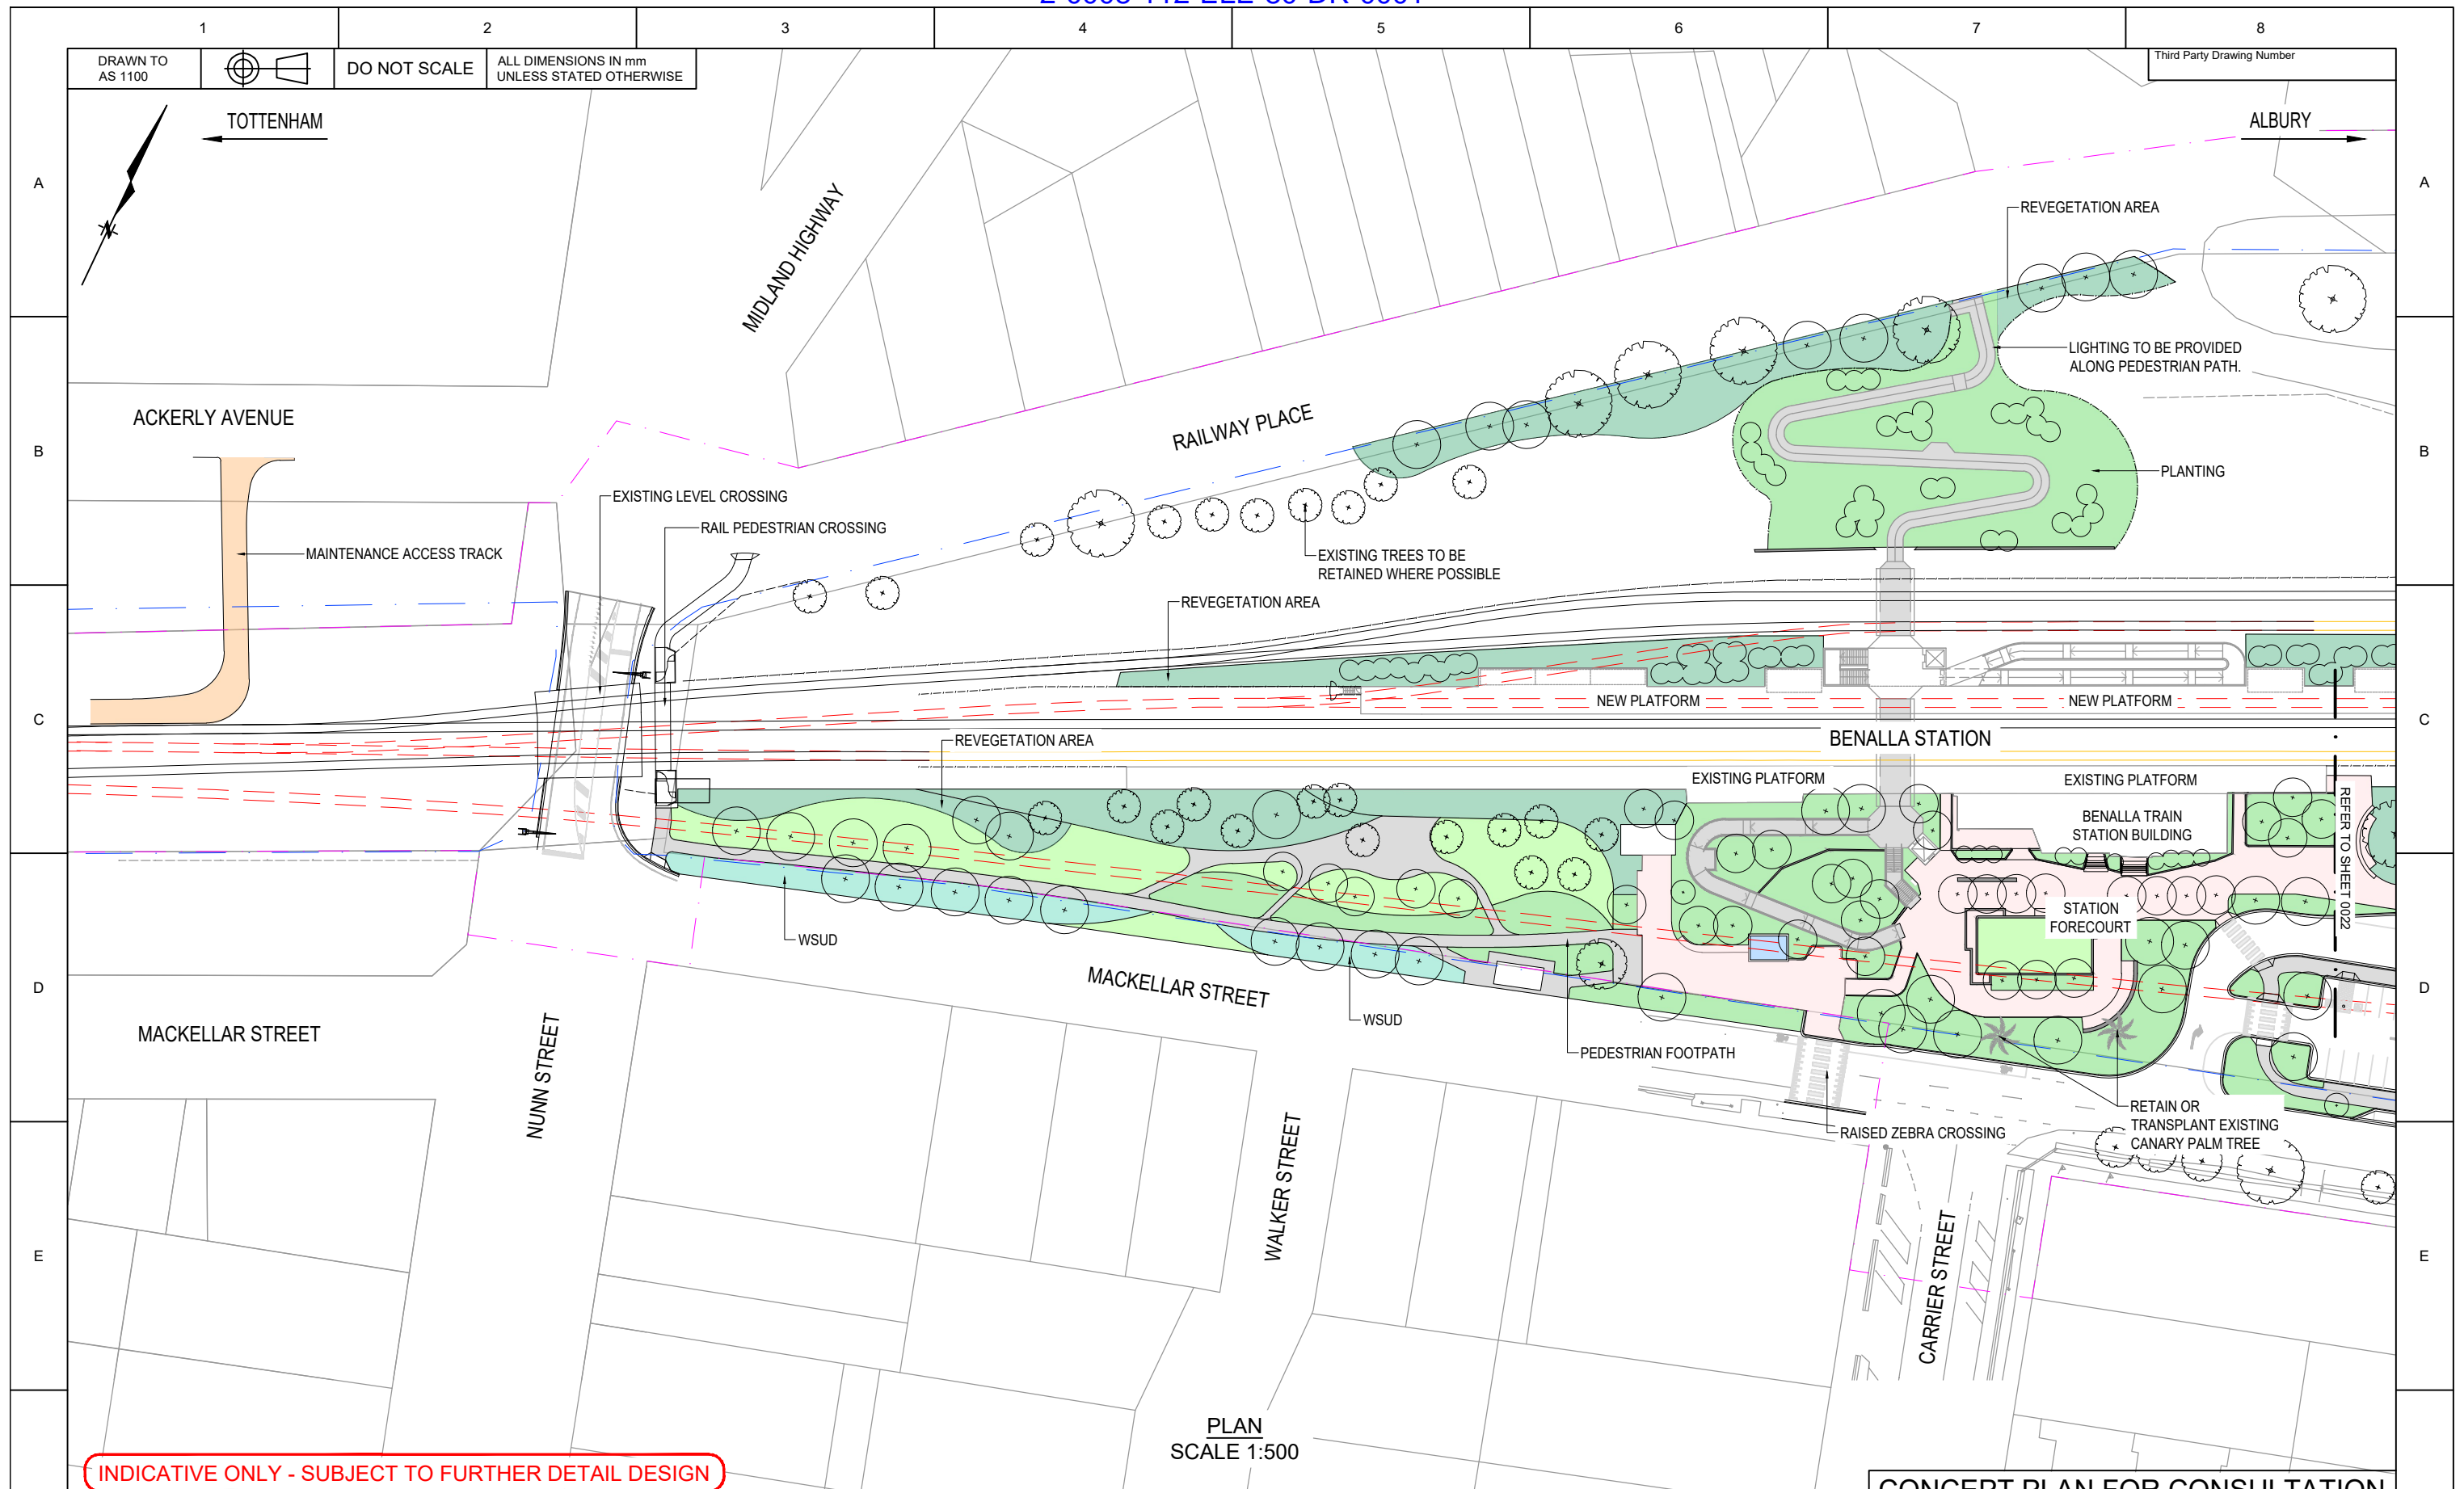 1 2 3 4 5 6 7 8
DRAWN TO
AS 1100
DO NOT SCALE
ALL DIMENSIONS IN mm
UNLESS STATED OTHERWISE
Third Party Drawing Number
TOTTENHAM
ALBURY
A
A
MIDLAND HIGHWAY
REVEGETATION AREA
LIGHTING TO BE PROVIDED
ALONG PEDESTRIAN PATH.
ACKERLY AVENUE
RAILWAY PLACE
B
B
PLANTING
EXISTING LEVEL CROSSING
RAIL PEDESTRIAN CROSSING
MAINTENANCE ACCESS TRACK
EXISTING TREES TO BE
RETAINED WHERE POSSIBLE
REVEGETATION AREA
NEW PLATFORM
NEW PLATFORM
C
C
REVEGETATION AREA
BENALLA STATION
EXISTING PLATFORM
EXISTING PLATFORM
BENALLA TRAIN
STATION BUILDING
REFER TO SHEET 0022
STATION
FORECOURT
WSUD
MACKELLAR STREET
D
D
WSUD
MACKELLAR STREET
PEDESTRIAN FOOTPATH
NUNN STREET
RETAIN OR
TRANSPLANT EXISTING
CANARY PALM TREE
RAISED ZEBRA CROSSING
WALKER STREET
CARRIER STREET
E
E
PLAN
SCALE 1:500
INDICATIVE ONLY - SUBJECT TO FURTHER DETAIL DESIGN
CONCEPT PLAN FOR CONSULTATION